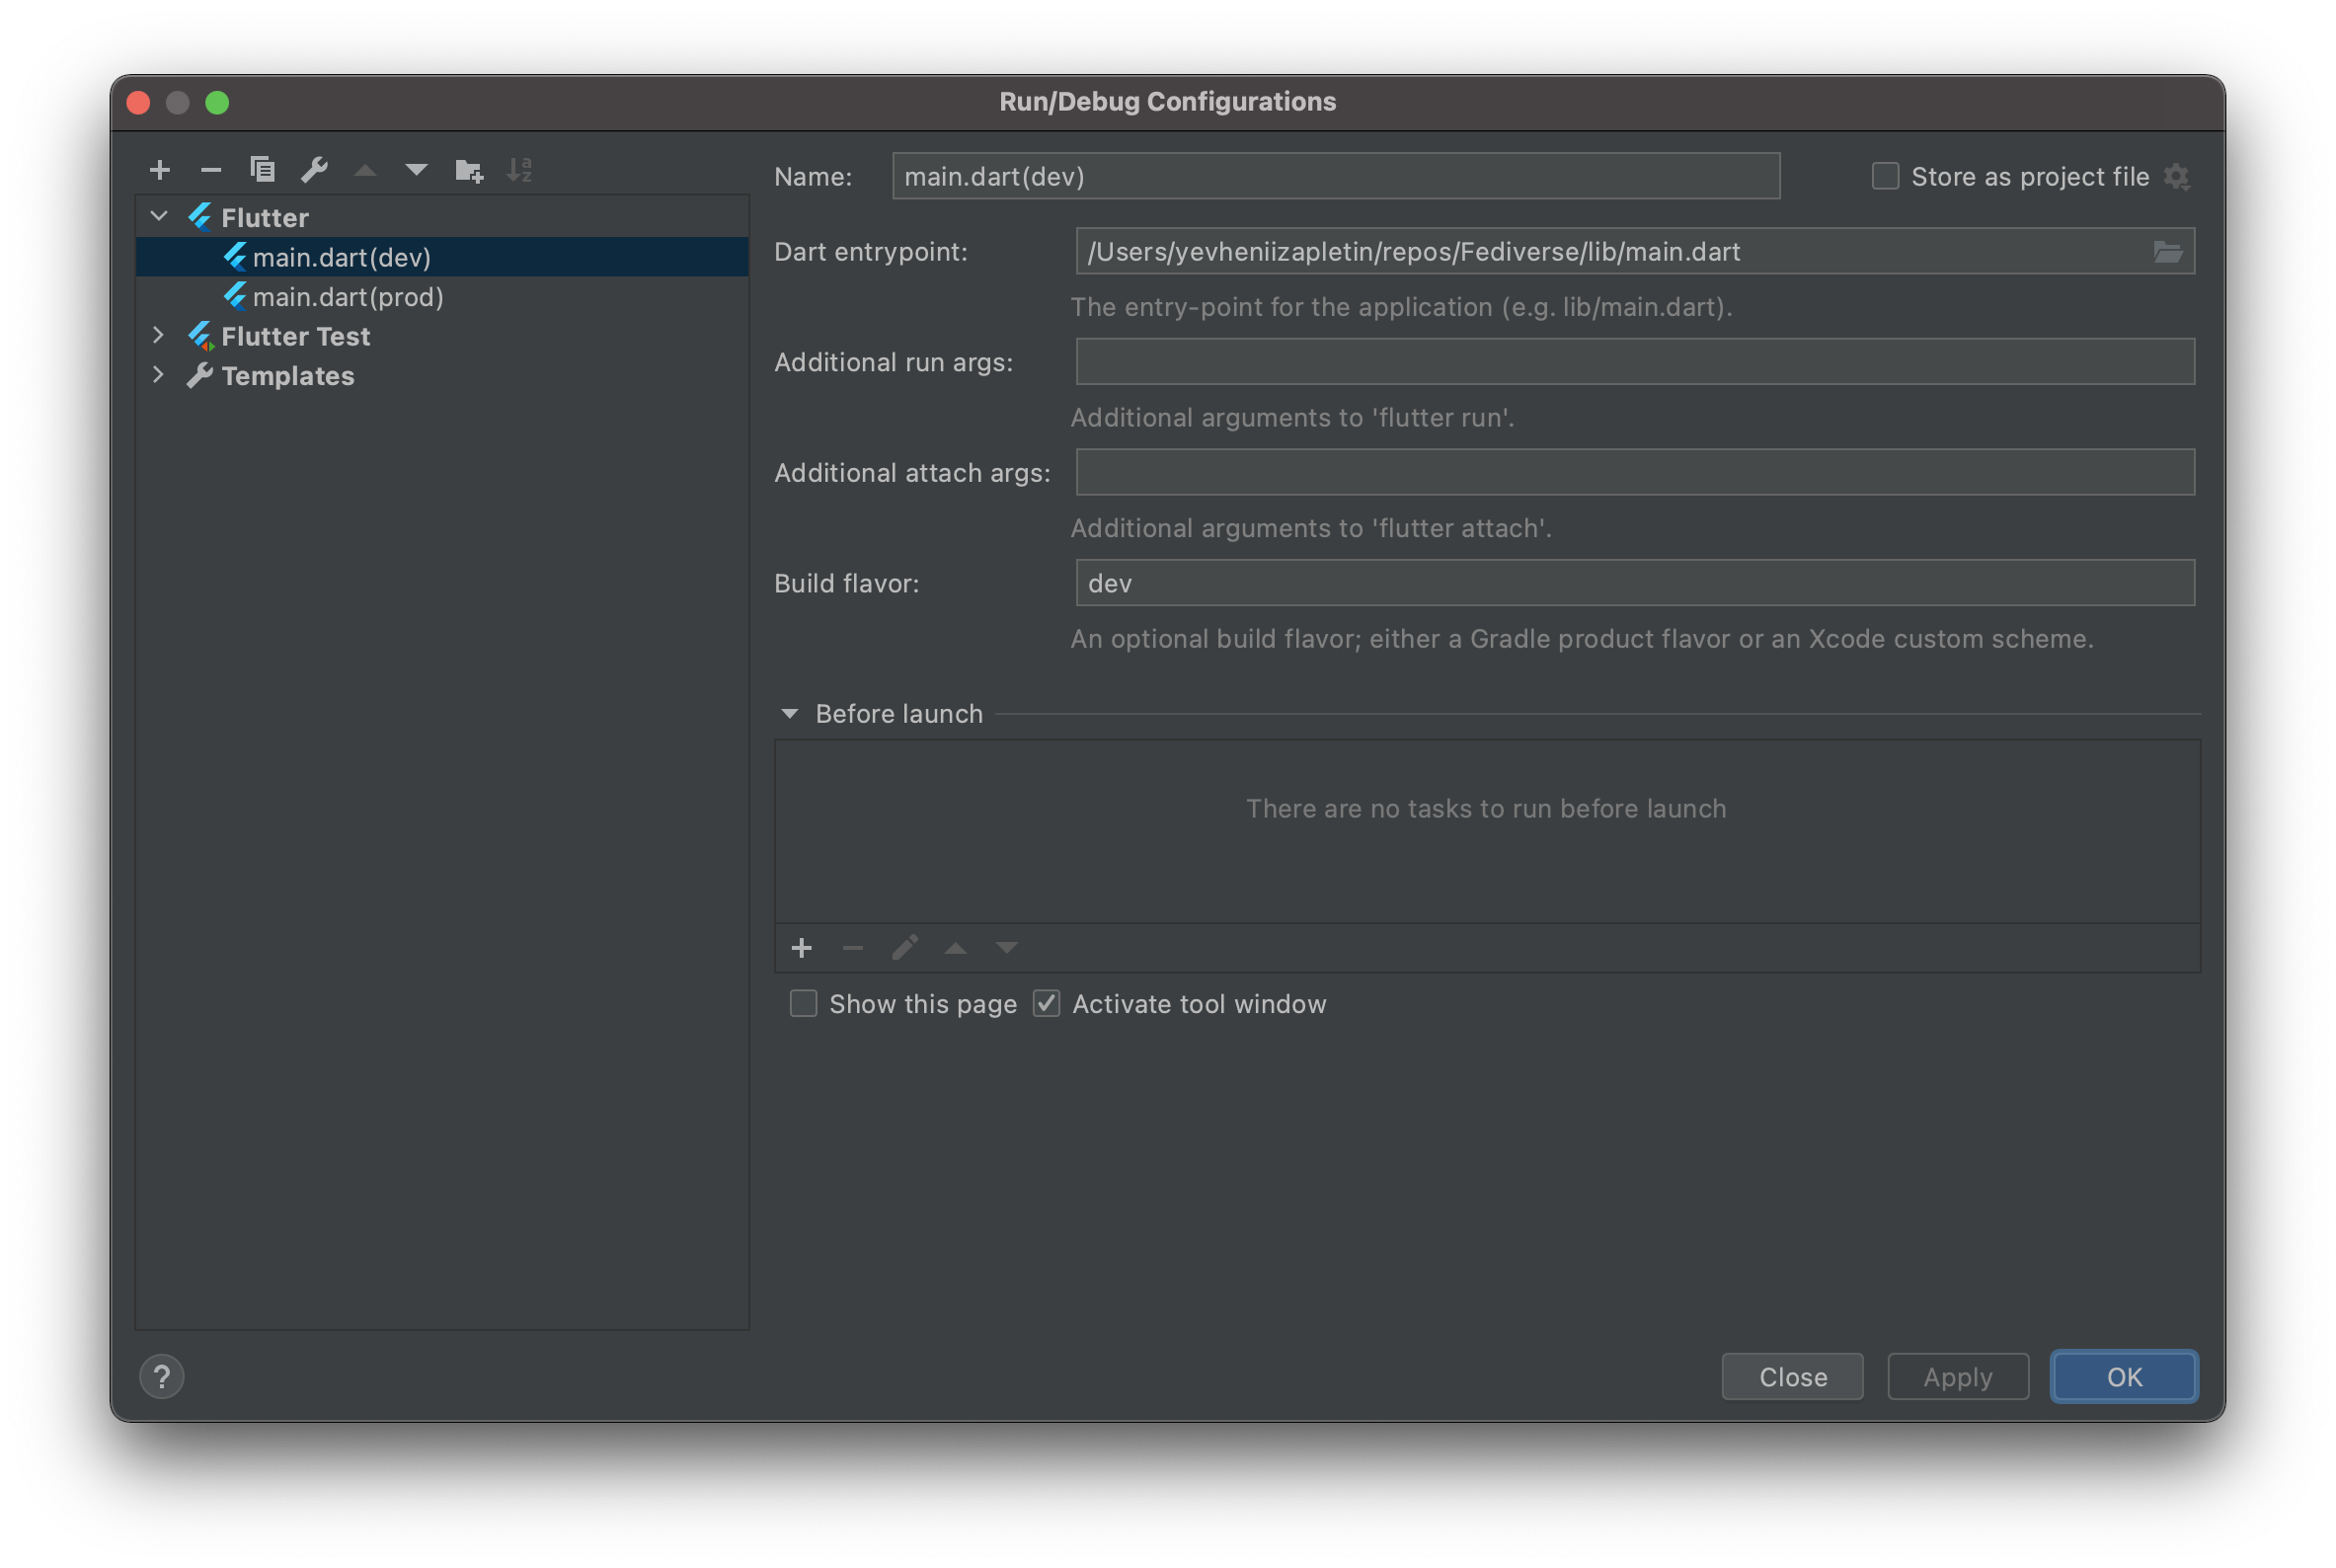 Run/Debug Configurations
Flutter
main.dart(dev)
main.dart(prod)
Flutter Test
Templates
Name: main.dart(dev) Store as project file
Dart entrypoint: /Users/yevheniizapletin/repos/Fediverse/lib/main.dart
The entry-point for the application (e.g. lib/main.dart).
Additional run args:
Additional arguments to 'flutter run'.
Additional attach args:
Additional arguments to 'flutter attach'.
Build flavor: dev
An optional build flavor; either a Gradle product flavor or an Xcode custom scheme.
Before launch
There are no tasks to run before launch
Show this page Activate tool window
? Close Apply OK